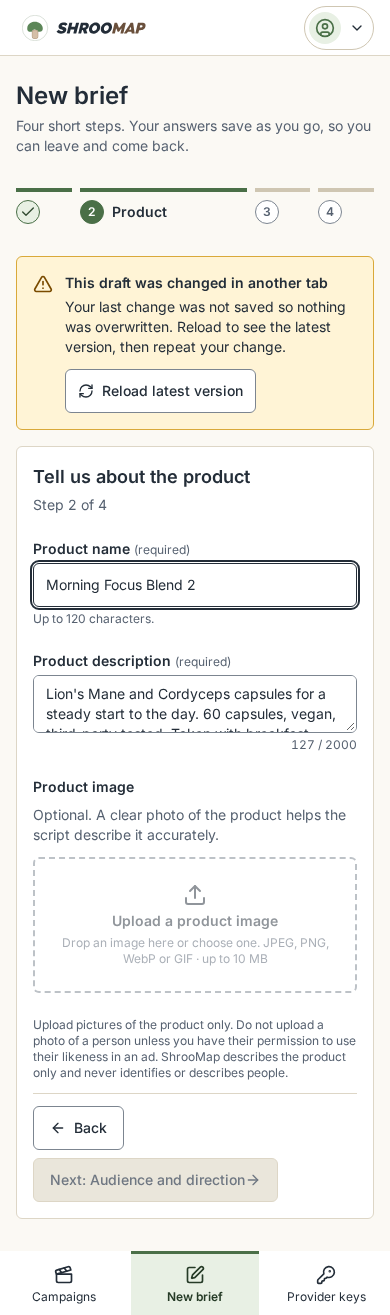 SHROOMAP
New brief
Four short steps. Your answers save as you go, so you
can leave and come back.
2 Product 3 4
This draft was changed in another tab
Your last change was not saved so nothing
was overwritten. Reload to see the latest
version, then repeat your change.
Reload latest version
Tell us about the product
Step 2 of 4
Product name (required)
Morning Focus Blend 2
Up to 120 characters.
Product description (required)
Lion's Mane and Cordyceps capsules for a
steady start to the day. 60 capsules, vegan,
third-party tested. Taken with breakfast
127 / 2000
Product image
Optional. A clear photo of the product helps the
script describe it accurately.
Upload a product image
Drop an image here or choose one. JPEG, PNG,
WebP or GIF · up to 10 MB
Upload pictures of the product only. Do not upload a
photo of a person unless you have their permission to use
their likeness in an ad. ShrooMap describes the product
only and never identifies or describes people.
Back
Next: Audience and direction
Campaigns New brief Provider keys